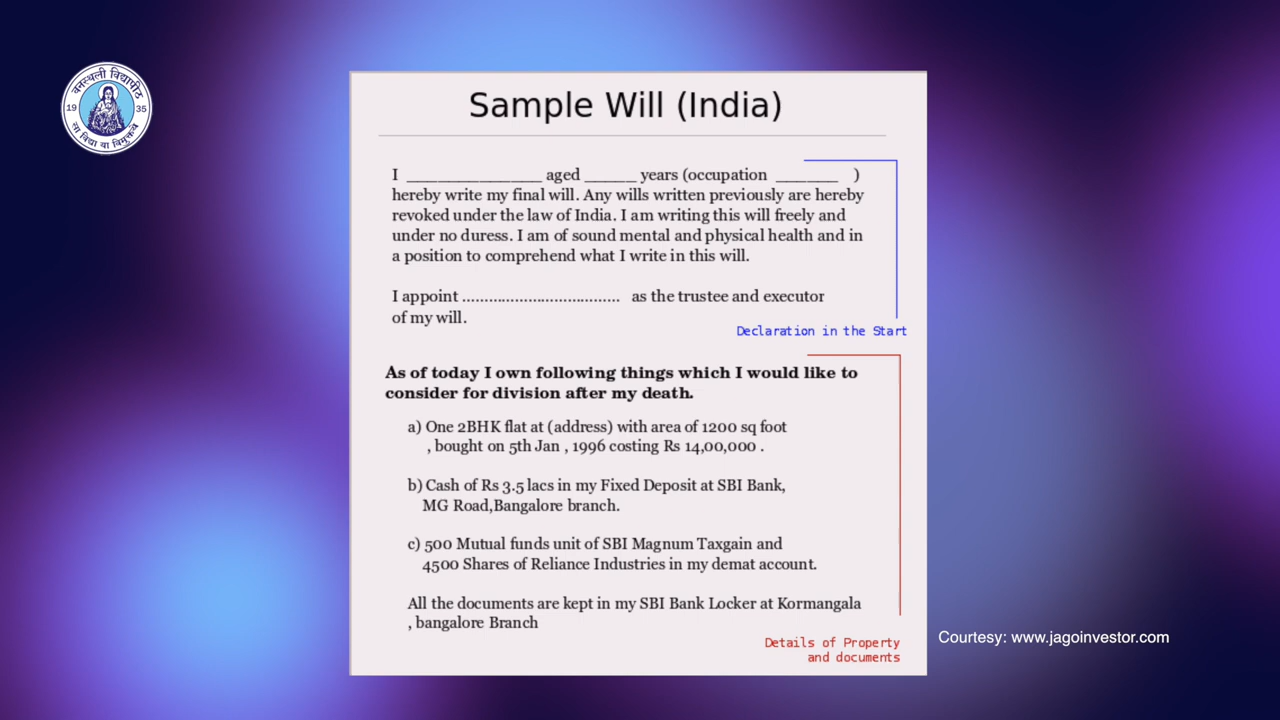 वनस्थली विद्यापीठ
19 35
सा विद्या या विमुक्तये
Sample Will (India)
I ________________ aged ______ years (occupation _______ )
hereby write my final will. Any wills written previously are hereby
revoked under the law of India. I am writing this will freely and
under no duress. I am of sound mental and physical health and in
a position to comprehend what I write in this will.
I appoint .................................... as the trustee and executor
of my will.
Declaration in the Start
As of today I own following things which I would like to
consider for division after my death.
a) One 2BHK flat at (address) with area of 1200 sq foot
, bought on 5th Jan , 1996 costing Rs 14,00,000 .
b) Cash of Rs 3.5 lacs in my Fixed Deposit at SBI Bank,
MG Road,Bangalore branch.
c) 500 Mutual funds unit of SBI Magnum Taxgain and
4500 Shares of Reliance Industries in my demat account.
All the documents are kept in my SBI Bank Locker at Kormangala
, bangalore Branch
Details of Property
and documents
Courtesy: www.jagoinvestor.com